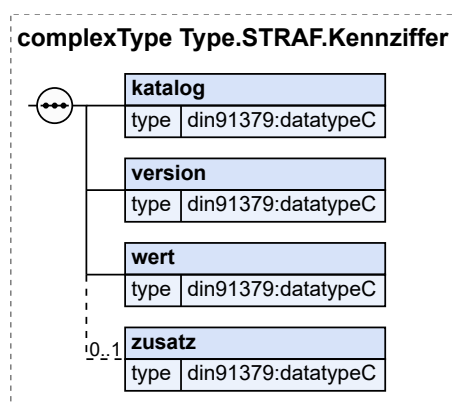 complexType Type.STRAF.Kennziffer
katalog
type din91379:datatypeC
version
type din91379:datatypeC
wert
type din91379:datatypeC
0..1 zusatz
type din91379:datatypeC